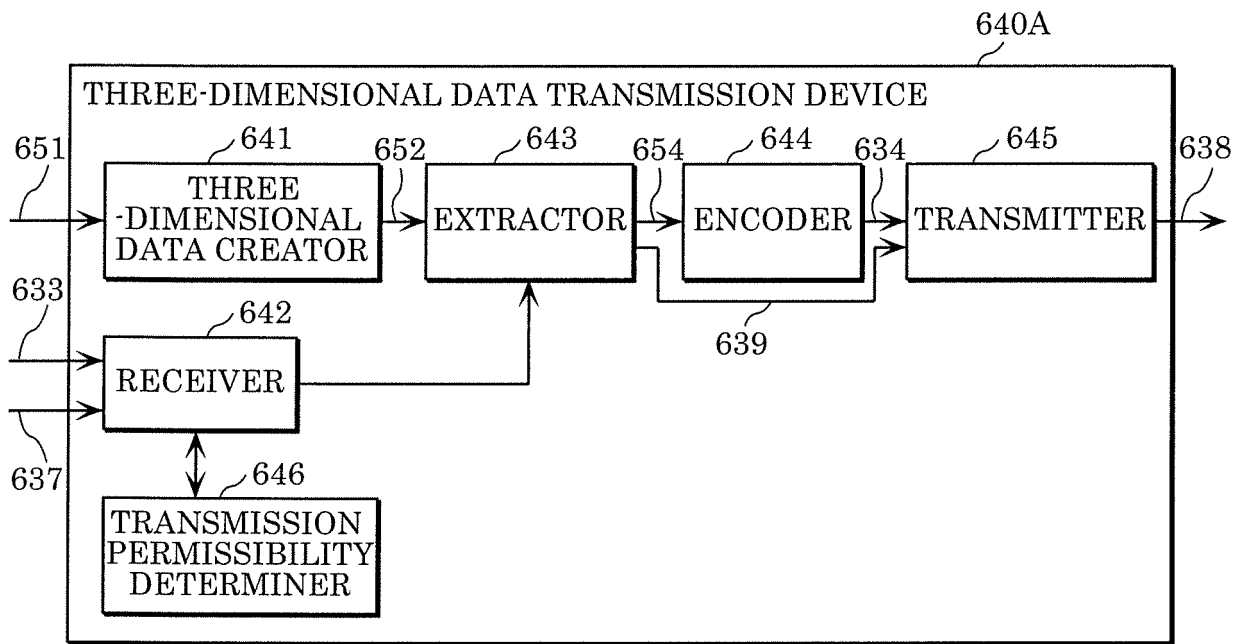 640A
THREE-DIMENSIONAL DATA TRANSMISSION DEVICE
651
641
652
643
654
644
634
645
638
THREE
-DIMENSIONAL
DATA CREATOR
EXTRACTOR
ENCODER
TRANSMITTER
633
642
639
RECEIVER
637
646
TRANSMISSION
PERMISSIBILITY
DETERMINER